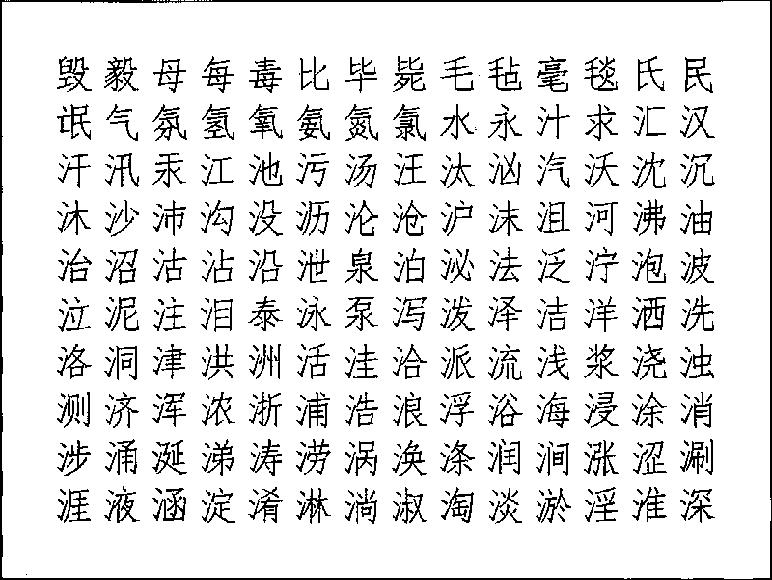 毁毅母每毒比毕毙毛毡毫毯氏民
氓气氛氢氧氨氮氯水永汁求汇汉
汗汛汞江池污汤汪汰汹汽沃沈沉
沐沙沛沟没沥沦沧沪沫沮河沸油
治沼沽沾沿泄泉泊泌法泛泞泡波
泣泥注泪泰泳泵泻泼泽洁洋洒洗
洛洞津洪洲活洼洽派流浅浆浇浊
测济浑浓浙浦浩浪浮浴海浸涂消
涉涌涎涕涛涝涡涣涤润涧涨涩涮
涯液涵淀淆淋淌淑淘淡淤淫淮深